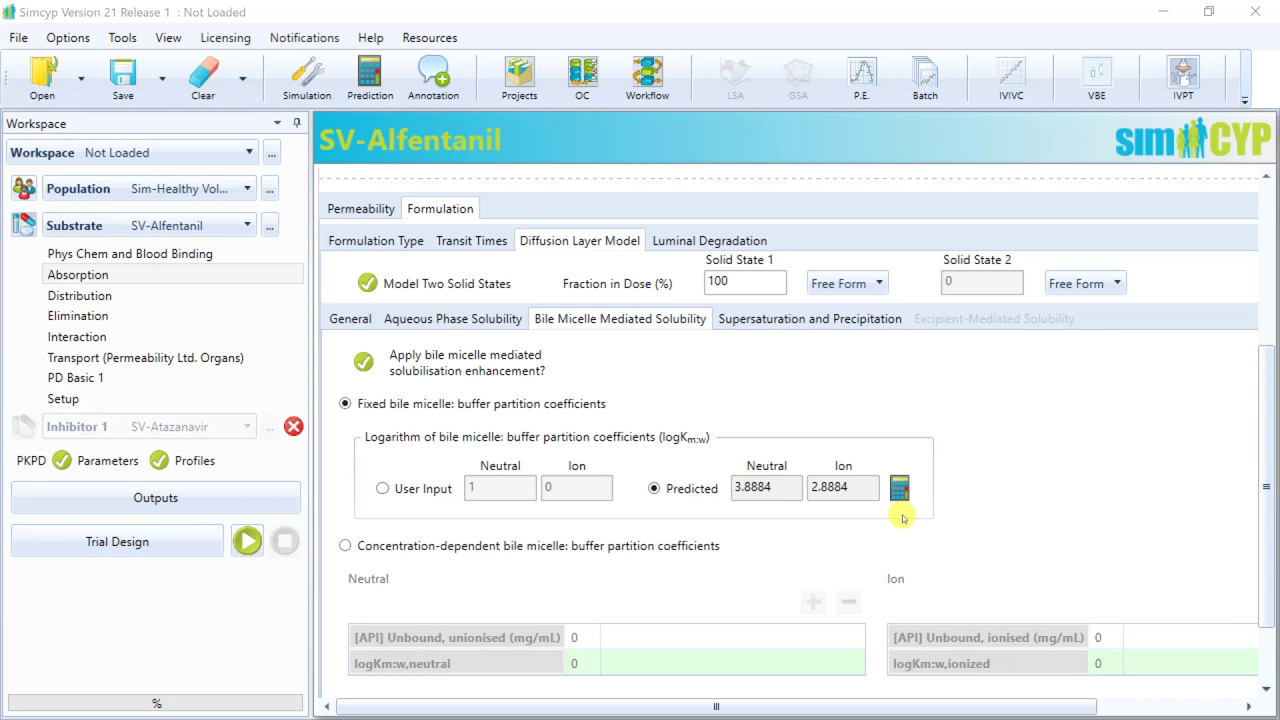 Simcyp Version 21 Release 1 : Not Loaded
File Options Tools View Licensing Notifications Help Resources
Open Save Clear Simulation Prediction Annotation Projects OC Workflow LSA GSA P.E. Batch IVIVC VBE IVPT
Workspace
Workspace Not Loaded ...
Population Sim-Healthy Vol... ...
Substrate SV-Alfentanil ...
Phys Chem and Blood Binding
Absorption
Distribution
Elimination
Interaction
Transport (Permeability Ltd. Organs)
PD Basic 1
Setup
Inhibitor 1 SV-Atazanavir ...
PKPD Parameters Profiles
Outputs
Trial Design
%
SV-Alfentanil
simCYP
Permeability Formulation
Formulation Type Transit Times Diffusion Layer Model Luminal Degradation
Solid State 1 Solid State 2
Model Two Solid States Fraction in Dose (%) 100 Free Form 0 Free Form
General Aqueous Phase Solubility Bile Micelle Mediated Solubility Supersaturation and Precipitation Excipient-Mediated Solubility
Apply bile micelle mediated
solubilisation enhancement?
Fixed bile micelle: buffer partition coefficients
Logarithm of bile micelle: buffer partition coefficients (logKm:w)
Neutral Ion Neutral Ion
User Input 1 0 Predicted 3.8884 2.8884
Concentration-dependent bile micelle: buffer partition coefficients
Neutral Ion
[API] Unbound, unionised (mg/mL) 0 [API] Unbound, ionised (mg/mL) 0
logKm:w,neutral 0 logKm:w,ionized 0